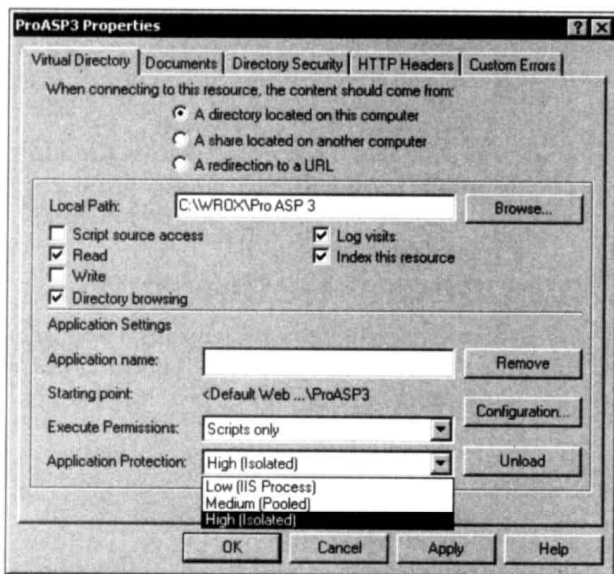 ProASP3 Properties
Virtual Directory Documents Directory Security HTTP Headers Custom Errors
When connecting to this resource, the content should come from:
A directory located on this computer
A share located on another computer
A redirection to a URL
Local Path: C:\WROX\Pro ASP 3 Browse...
Script source access Log visits
Read Index this resource
Write
Directory browsing
Application Settings
Application name: Remove
Starting point: <Default Web ...\ProASP3
Configuration...
Execute Permissions: Scripts only
Application Protection: High (Isolated) Unload
Low (IIS Process)
Medium (Pooled)
High (Isolated)
OK Cancel Apply Help